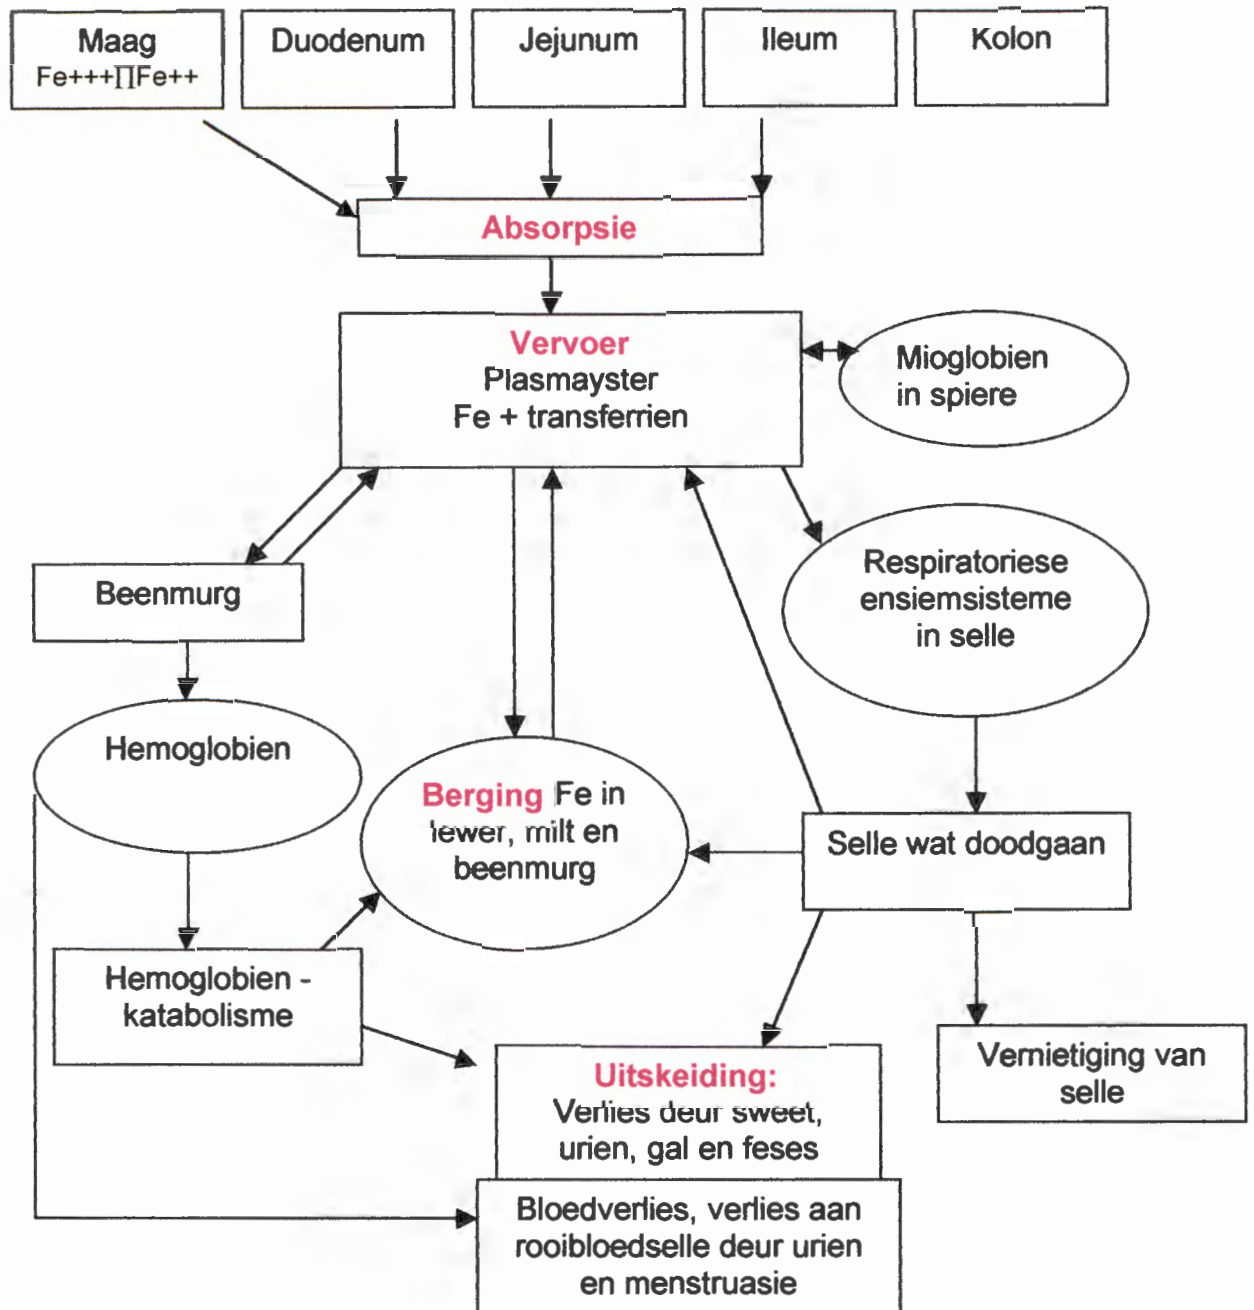 Maag
Fe+++∏Fe++
Duodenum
Jejunum
Ileum
Kolon
Absorpsie
Vervoer
Plasmayster
Fe + transferrien
Mioglobien
in spiere
Beenmurg
Respiratoriese
ensiemsisteme
in selle
Hemoglobien
Berging Fe in
lewer, milt en
beenmurg
Selle wat doodgaan
Hemoglobien -
katabolisme
Uitskeiding:
Verlies deur sweet,
urien, gal en feses
Vernietiging van
selle
Bloedverlies, verlies aan
rooibloedselle deur urien
en menstruasie